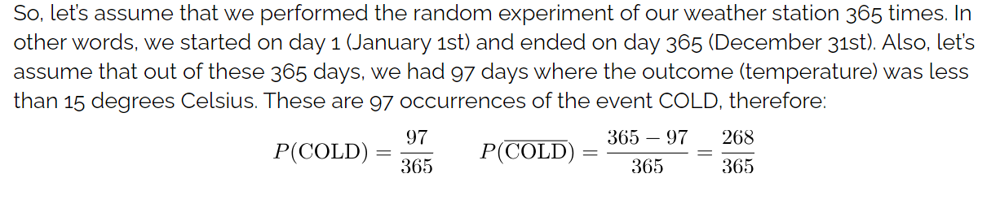 So, let's assume that we performed the random experiment of our weather station 365 times. In
other words, we started on day 1 (January 1st) and ended on day 365 (December 31st). Also, let's
assume that out of these 365 days, we had 97 days where the outcome (temperature) was less
than 15 degrees Celsius. These are 97 occurrences of the event COLD, therefore:
P(COLD) = \frac{97}{365}  P(\overline{COLD}) = \frac{365 − 97}{365} = \frac{268}{365}